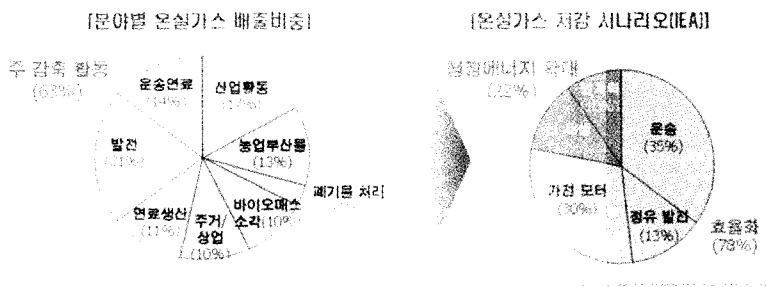 [분야별 온실가스 배출비중]
주 감축 활동
(63%)
운송연료
(14%)
산업활동
(17%)
발전
(21%)
농업부산물
(13%)
폐기물 처리
연료생산
(11%)
주거/
상업
(10%)
바이오매스
소각(10%)
[온실가스 저감 시나리오(IEA)]
청정에너지 확대
(22%)
운송
(35%)
가전 모터
(30%)
정유 발전
(13%)
효율화
(78%)